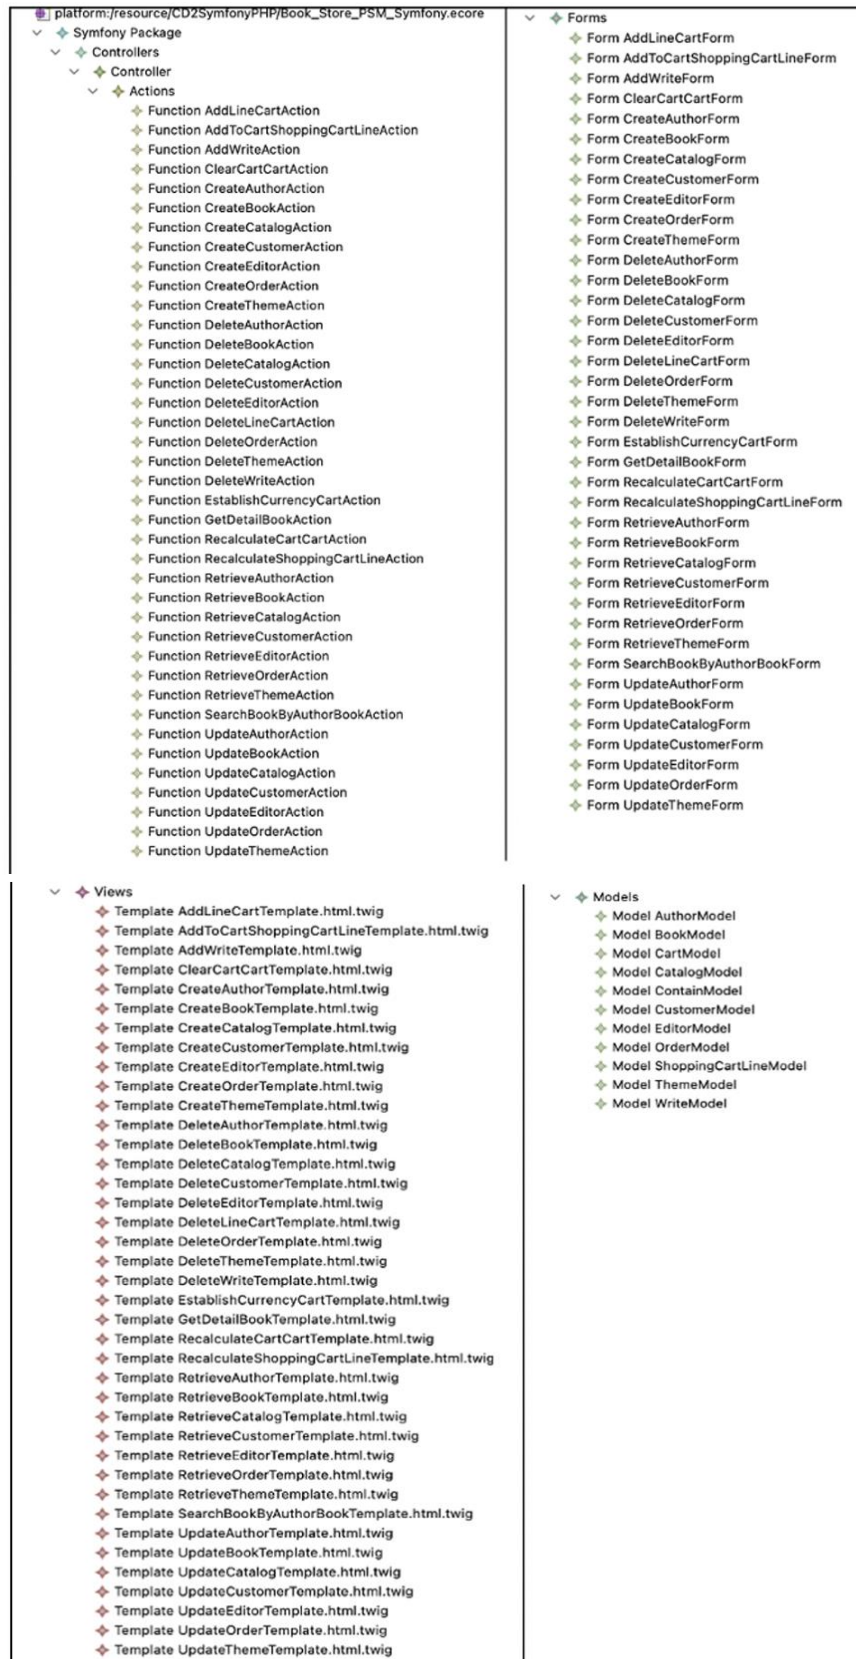 platform:/resource/CD2SymfonyPHP/Book_Store_PSM_Symfony.ecore
Symfony Package
Controllers
Controller
Actions
Function AddLineCartAction
Function AddToCartShoppingCartLineAction
Function AddWriteAction
Function ClearCartCartAction
Function CreateAuthorAction
Function CreateBookAction
Function CreateCatalogAction
Function CreateCustomerAction
Function CreateEditorAction
Function CreateOrderAction
Function CreateThemeAction
Function DeleteAuthorAction
Function DeleteBookAction
Function DeleteCatalogAction
Function DeleteCustomerAction
Function DeleteEditorAction
Function DeleteLineCartAction
Function DeleteOrderAction
Function DeleteThemeAction
Function DeleteWriteAction
Function EstablishCurrencyCartAction
Function GetDetailBookAction
Function RecalculateCartCartAction
Function RecalculateShoppingCartLineAction
Function RetrieveAuthorAction
Function RetrieveBookAction
Function RetrieveCatalogAction
Function RetrieveCustomerAction
Function RetrieveEditorAction
Function RetrieveOrderAction
Function RetrieveThemeAction
Function SearchBookByAuthorBookAction
Function UpdateAuthorAction
Function UpdateBookAction
Function UpdateCatalogAction
Function UpdateCustomerAction
Function UpdateEditorAction
Function UpdateOrderAction
Function UpdateThemeAction
Forms
Form AddLineCartForm
Form AddToCartShoppingCartLineForm
Form AddWriteForm
Form ClearCartCartForm
Form CreateAuthorForm
Form CreateBookForm
Form CreateCatalogForm
Form CreateCustomerForm
Form CreateEditorForm
Form CreateOrderForm
Form CreateThemeForm
Form DeleteAuthorForm
Form DeleteBookForm
Form DeleteCatalogForm
Form DeleteCustomerForm
Form DeleteEditorForm
Form DeleteLineCartForm
Form DeleteOrderForm
Form DeleteThemeForm
Form DeleteWriteForm
Form EstablishCurrencyCartForm
Form GetDetailBookForm
Form RecalculateCartCartForm
Form RecalculateShoppingCartLineForm
Form RetrieveAuthorForm
Form RetrieveBookForm
Form RetrieveCatalogForm
Form RetrieveCustomerForm
Form RetrieveEditorForm
Form RetrieveOrderForm
Form RetrieveThemeForm
Form SearchBookByAuthorBookForm
Form UpdateAuthorForm
Form UpdateBookForm
Form UpdateCatalogForm
Form UpdateCustomerForm
Form UpdateEditorForm
Form UpdateOrderForm
Form UpdateThemeForm
Views
Template AddLineCartTemplate.html.twig
Template AddToCartShoppingCartLineTemplate.html.twig
Template AddWriteTemplate.html.twig
Template ClearCartCartTemplate.html.twig
Template CreateAuthorTemplate.html.twig
Template CreateBookTemplate.html.twig
Template CreateCatalogTemplate.html.twig
Template CreateCustomerTemplate.html.twig
Template CreateEditorTemplate.html.twig
Template CreateOrderTemplate.html.twig
Template CreateThemeTemplate.html.twig
Template DeleteAuthorTemplate.html.twig
Template DeleteBookTemplate.html.twig
Template DeleteCatalogTemplate.html.twig
Template DeleteCustomerTemplate.html.twig
Template DeleteEditorTemplate.html.twig
Template DeleteLineCartTemplate.html.twig
Template DeleteOrderTemplate.html.twig
Template DeleteThemeTemplate.html.twig
Template DeleteWriteTemplate.html.twig
Template EstablishCurrencyCartTemplate.html.twig
Template GetDetailBookTemplate.html.twig
Template RecalculateCartCartTemplate.html.twig
Template RecalculateShoppingCartLineTemplate.html.twig
Template RetrieveAuthorTemplate.html.twig
Template RetrieveBookTemplate.html.twig
Template RetrieveCatalogTemplate.html.twig
Template RetrieveCustomerTemplate.html.twig
Template RetrieveEditorTemplate.html.twig
Template RetrieveOrderTemplate.html.twig
Template RetrieveThemeTemplate.html.twig
Template SearchBookByAuthorBookTemplate.html.twig
Template UpdateAuthorTemplate.html.twig
Template UpdateBookTemplate.html.twig
Template UpdateCatalogTemplate.html.twig
Template UpdateCustomerTemplate.html.twig
Template UpdateEditorTemplate.html.twig
Template UpdateOrderTemplate.html.twig
Template UpdateThemeTemplate.html.twig
Models
Model AuthorModel
Model BookModel
Model CartModel
Model CatalogModel
Model ContainModel
Model CustomerModel
Model EditorModel
Model OrderModel
Model ShoppingCartLineModel
Model ThemeModel
Model WriteModel